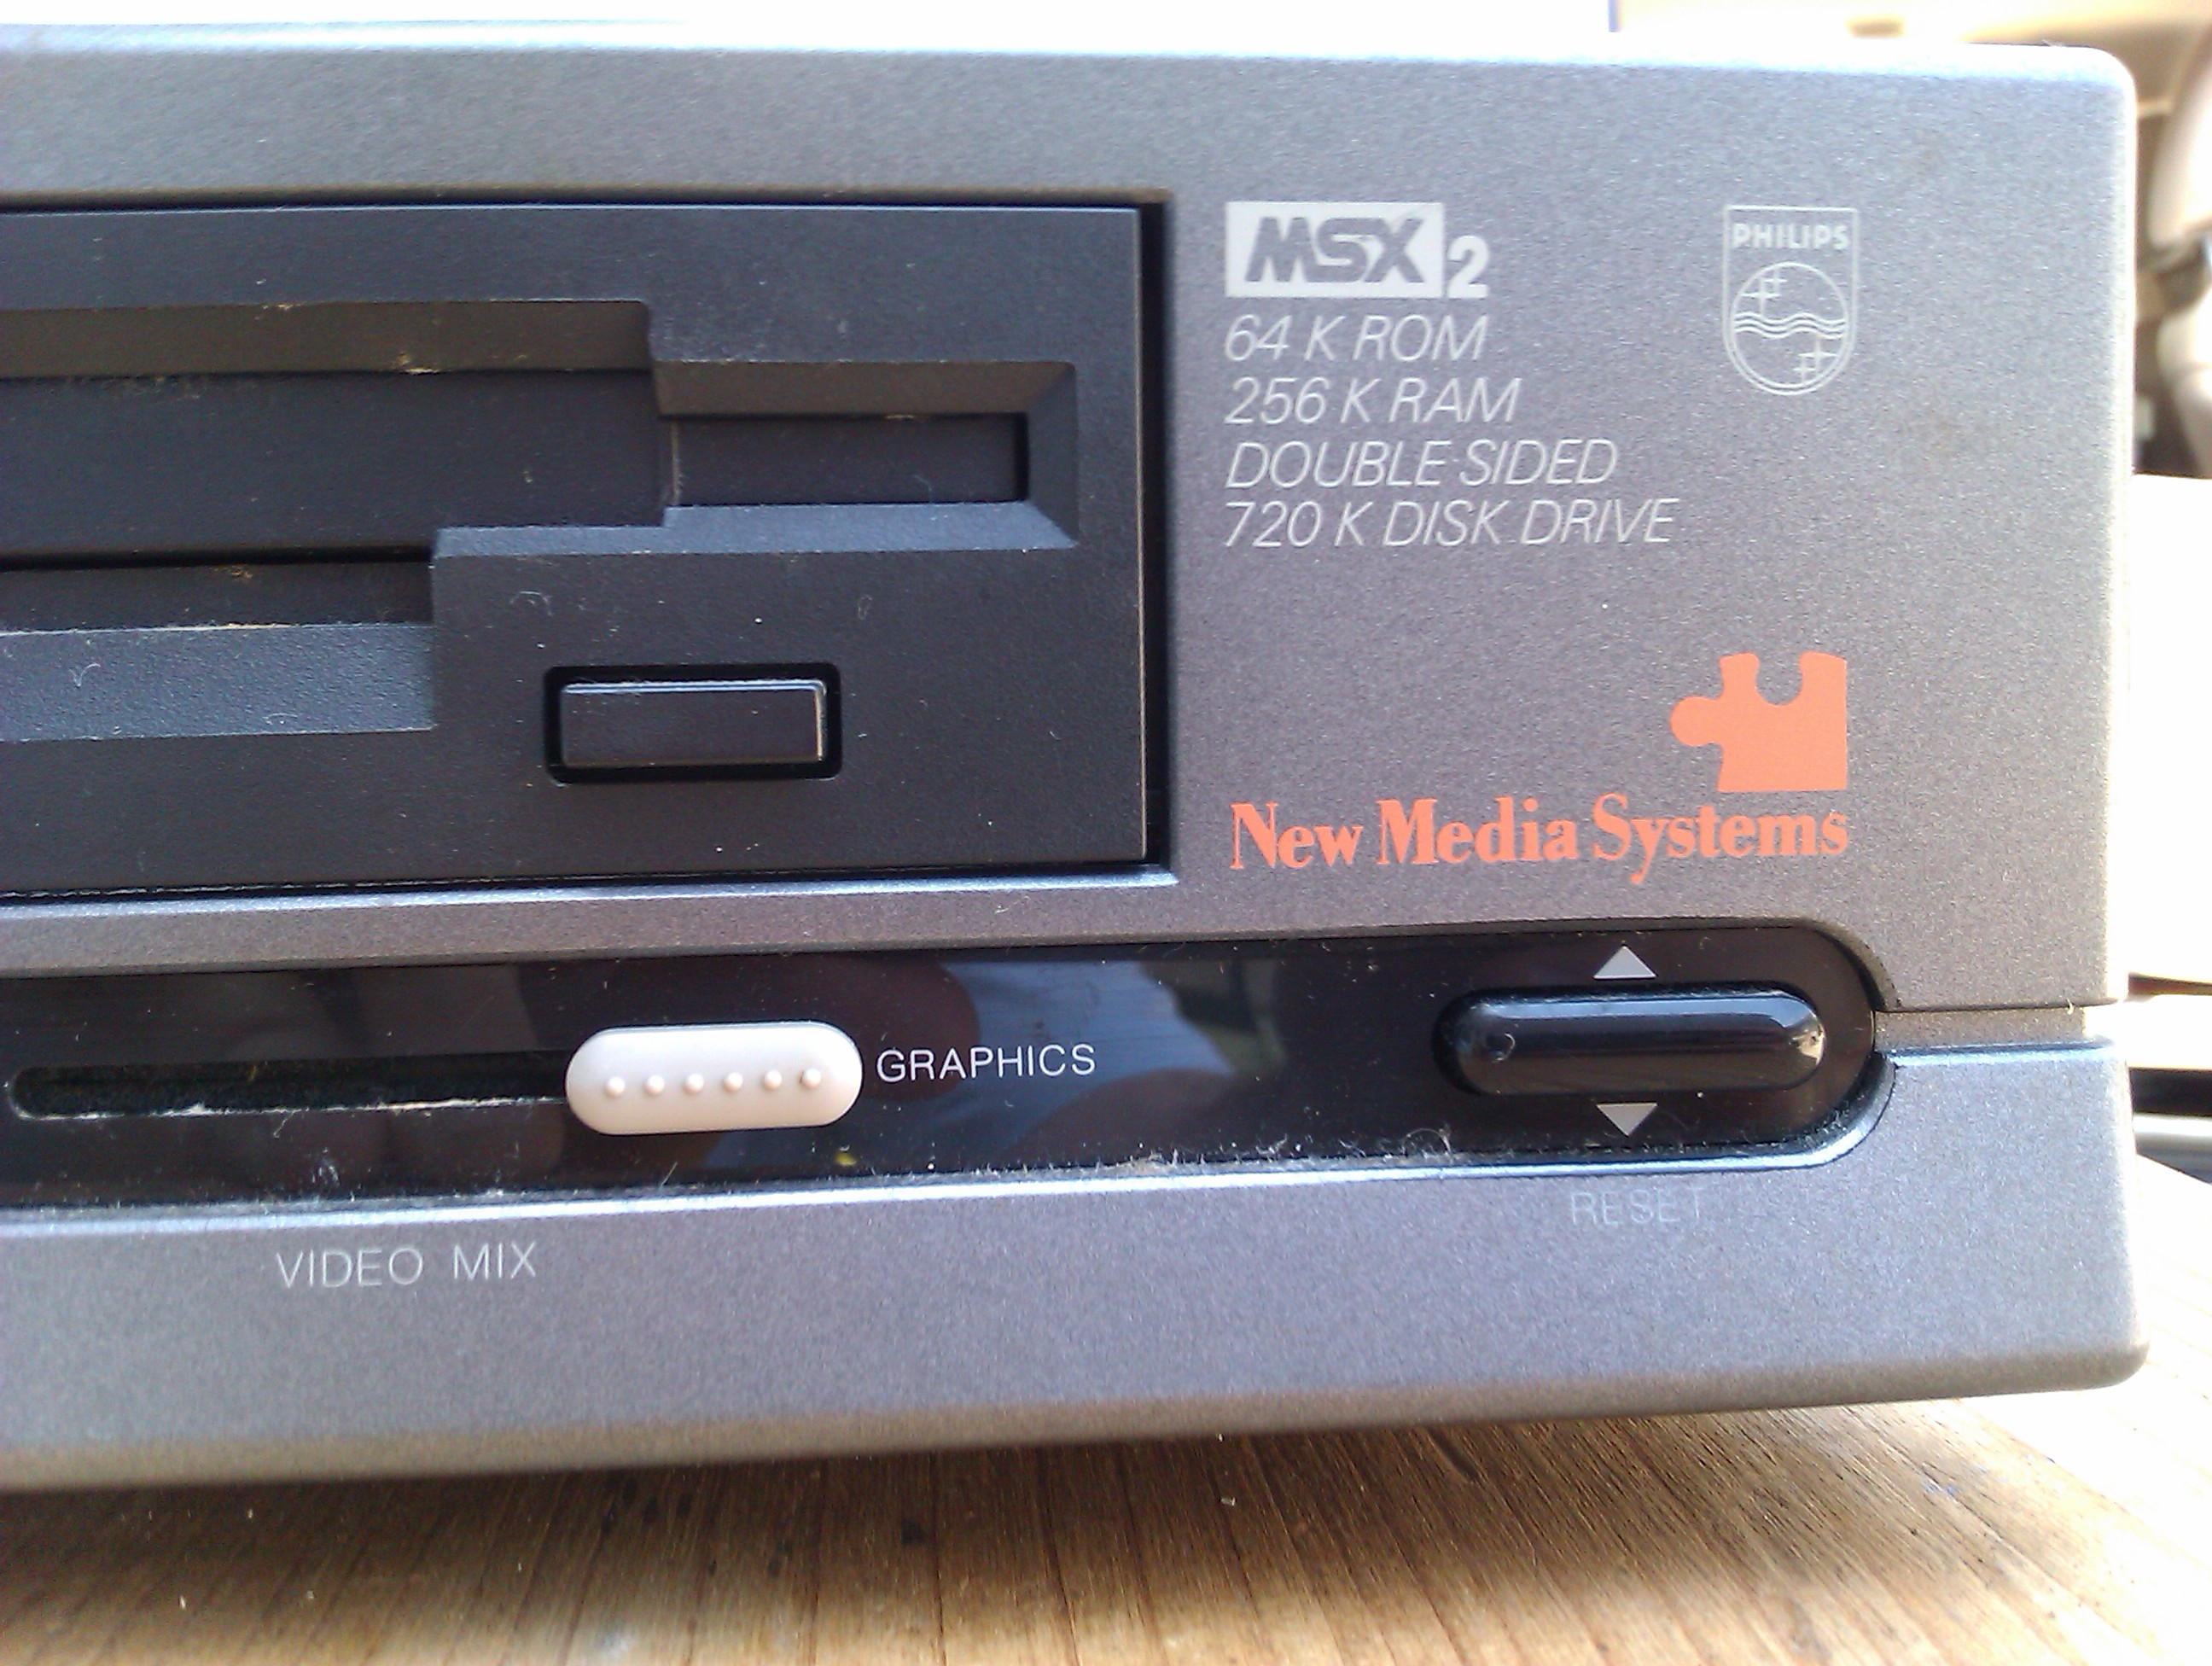 MSX 2
PHILIPS
64 K ROM
256 K RAM
DOUBLE SIDED
720 K DISK DRIVE
New Media Systems
GRAPHICS
RESET
VIDEO MIX